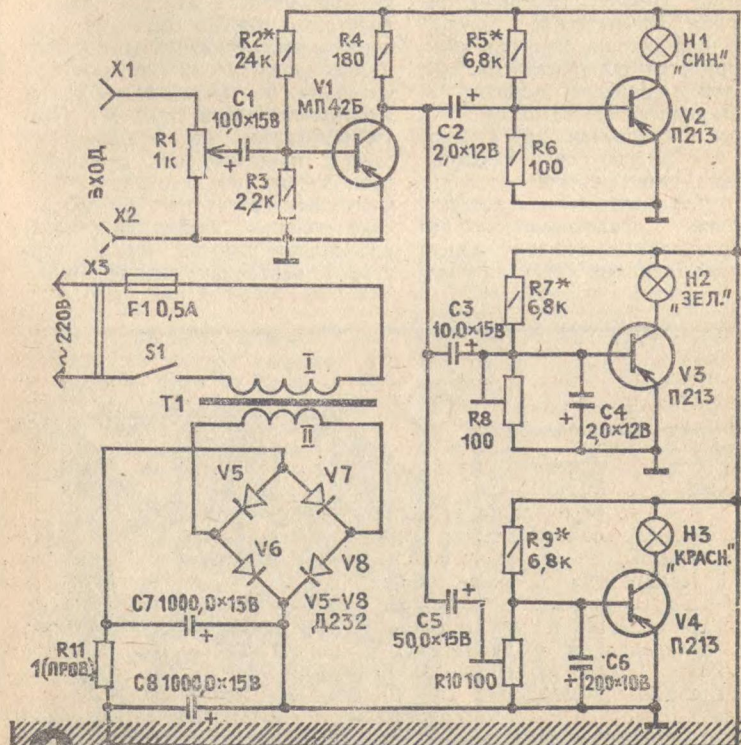 X1
X2
ВХОД
R1
1к
C1
10,0×15В
R2*
24к
R3
2,2к
R4
180
V1
МП42Б
C2
2,0×12В
R5*
6,8к
R6
100
H1
„СИН."
V2
П213
X3
~220В
F1 0,5А
S1
T1
I
II
C3
10,0×15В
R7*
6,8к
R8
100
C4
2,0×12В
H2
„ЗЕЛ."
V3
П213
V5
V7
V6
V8
V5-V8
Д232
C7 1000,0×15В
R11
1(ПРОВ)
C8 1000,0×15В
C5
50,0×15В
R9*
6,8к
R10 100
C6
20,0×10В
H3
„КРАСН."
V4
П213